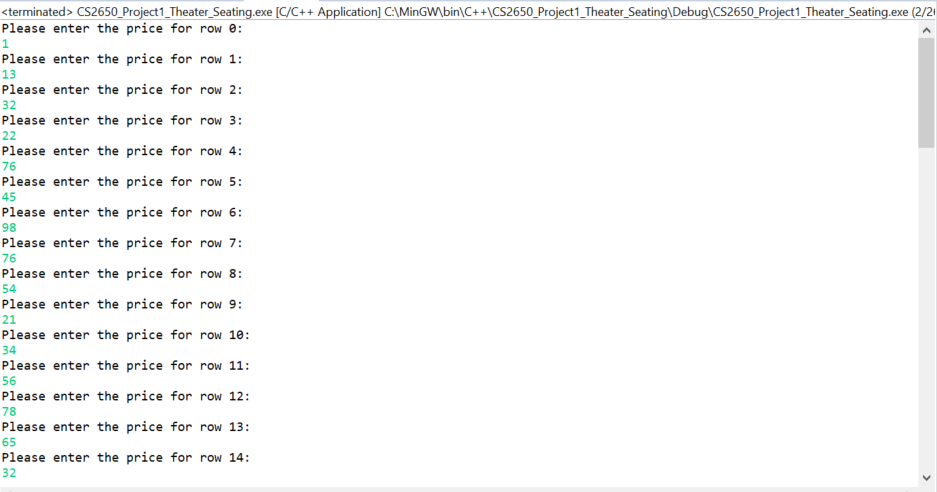 <terminated> CS2650_Project1_Theater_Seating.exe [C/C++ Application] C:\MinGW\bin\C++\CS2650_Project1_Theater_Seating\Debug\CS2650_Project1_Theater_Seating.exe (2/2
Please enter the price for row 0:
1
Please enter the price for row 1:
13
Please enter the price for row 2:
32
Please enter the price for row 3:
22
Please enter the price for row 4:
76
Please enter the price for row 5:
45
Please enter the price for row 6:
98
Please enter the price for row 7:
76
Please enter the price for row 8:
54
Please enter the price for row 9:
21
Please enter the price for row 10:
34
Please enter the price for row 11:
56
Please enter the price for row 12:
78
Please enter the price for row 13:
65
Please enter the price for row 14:
32